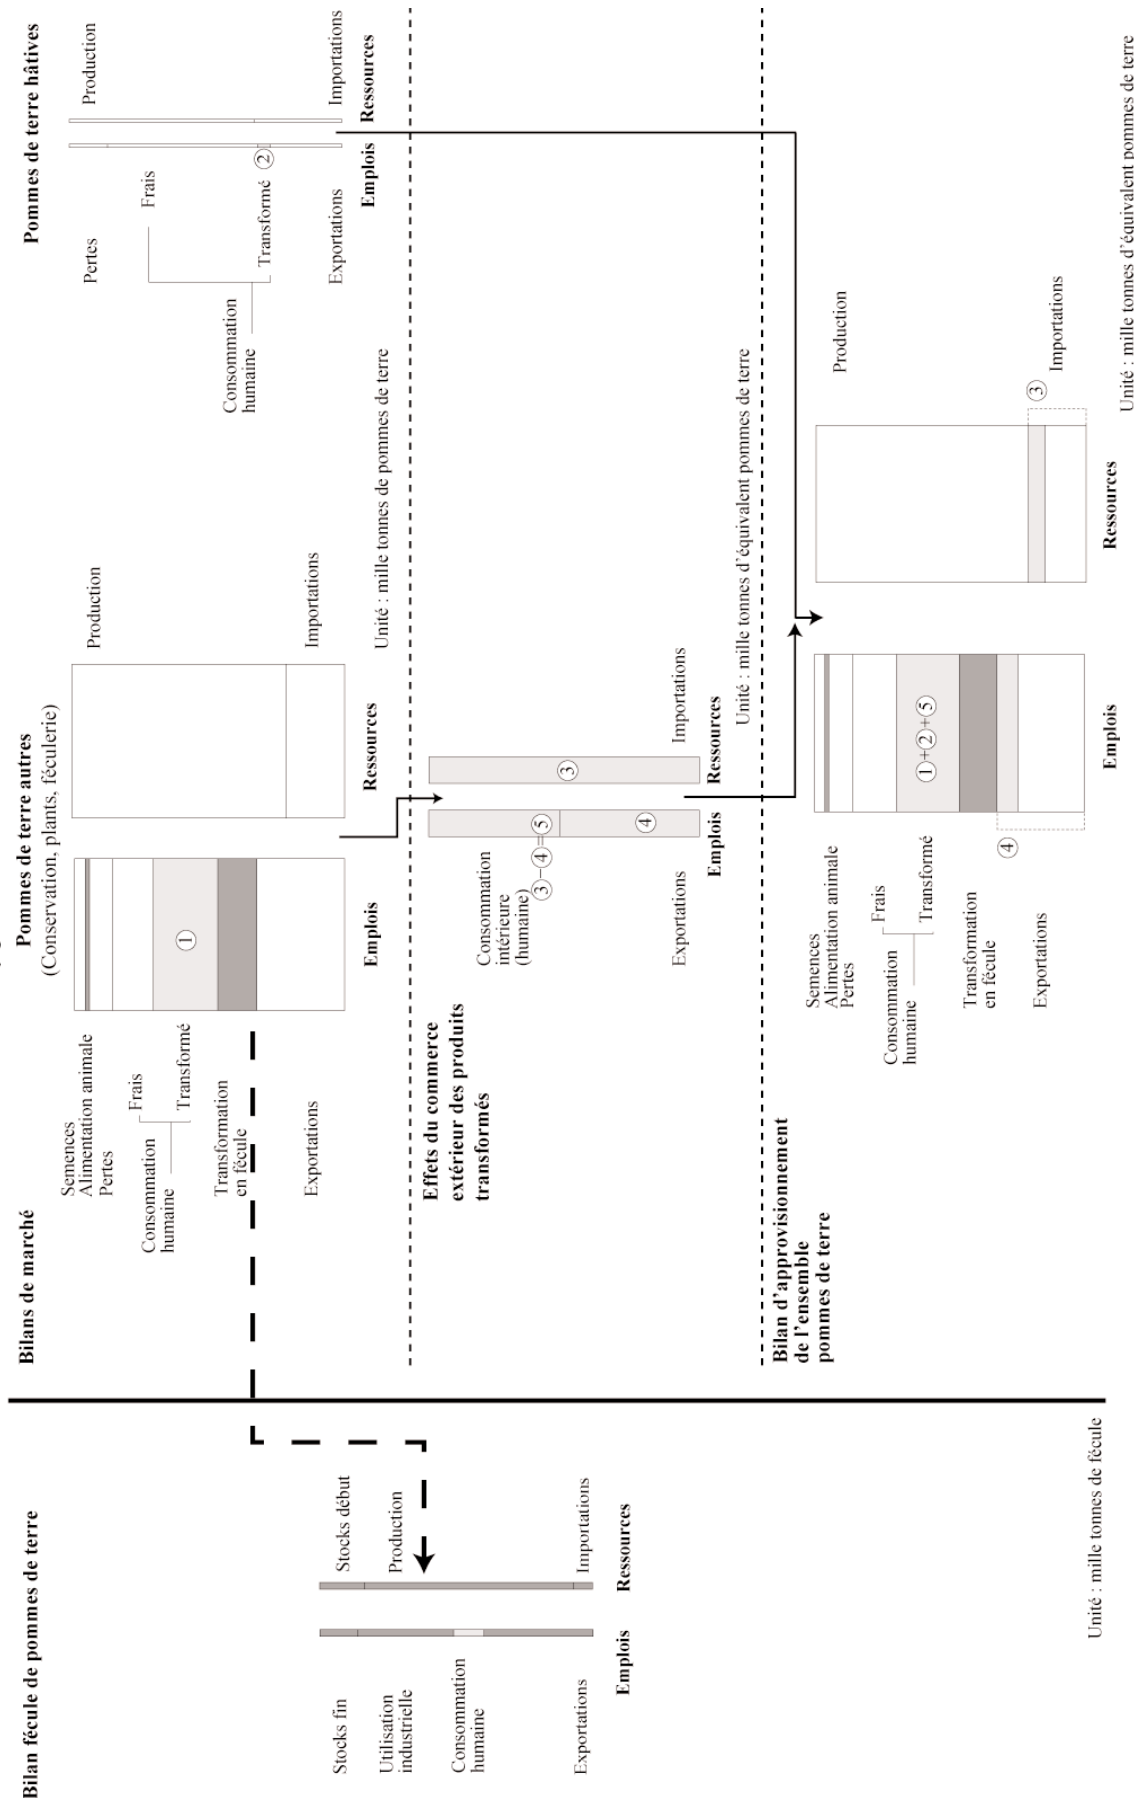 Bilan fécule de pommes de terre
Stocks fin
Utilisation
industrielle
Consommation
humaine
Exportations
Emplois
Stocks début
Production
Importations
Ressources
Unité : mille tonnes de fécule
Bilans de marché
Pommes de terre autres
(Conservation, plants, féculerie)
Semences
Alimentation animale
Pertes
Consommation
humaine
Frais
Transformé
Transformation
en fécule
Exportations
1
Emplois
Production
Importations
Ressources
Pommes de terre hâtives
Pertes
Frais
Consommation
humaine
Transformé
2
Exportations
Emplois
Production
Importations
Ressources
Unité : mille tonnes de pommes de terre
Effets du commerce
extérieur des produits
transformés
Consommation
intérieure
(humaine)
3 – 4 = 5
4
Exportations
Emplois
3
Importations
Ressources
Unité : mille tonnes d'équivalent pommes de terre
Bilan d'approvisionnement
de l'ensemble
pommes de terre
Semences
Alimentation animale
Pertes
Consommation
humaine
Frais
Transformé
Transformation
en fécule
Exportations
4
1 + 2 + 5
Emplois
Production
3
Importations
Ressources
Unité : mille tonnes d'équivalent pommes de terre